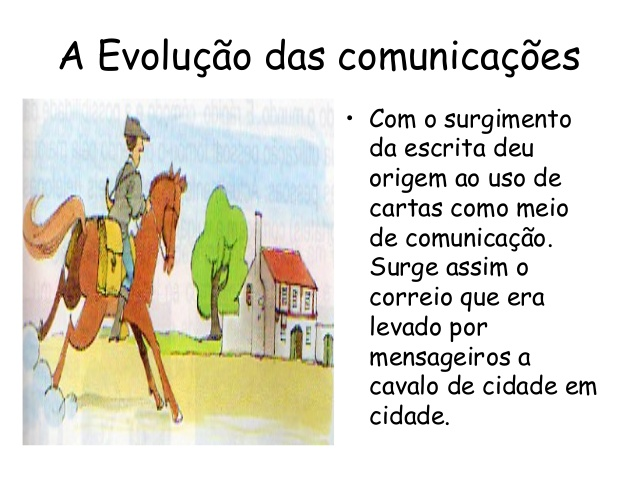 A Evolução das comunicações
• Com o surgimento
da escrita deu
origem ao uso de
cartas como meio
de comunicação.
Surge assim o
correio que era
levado por
mensageiros a
cavalo de cidade em
cidade.